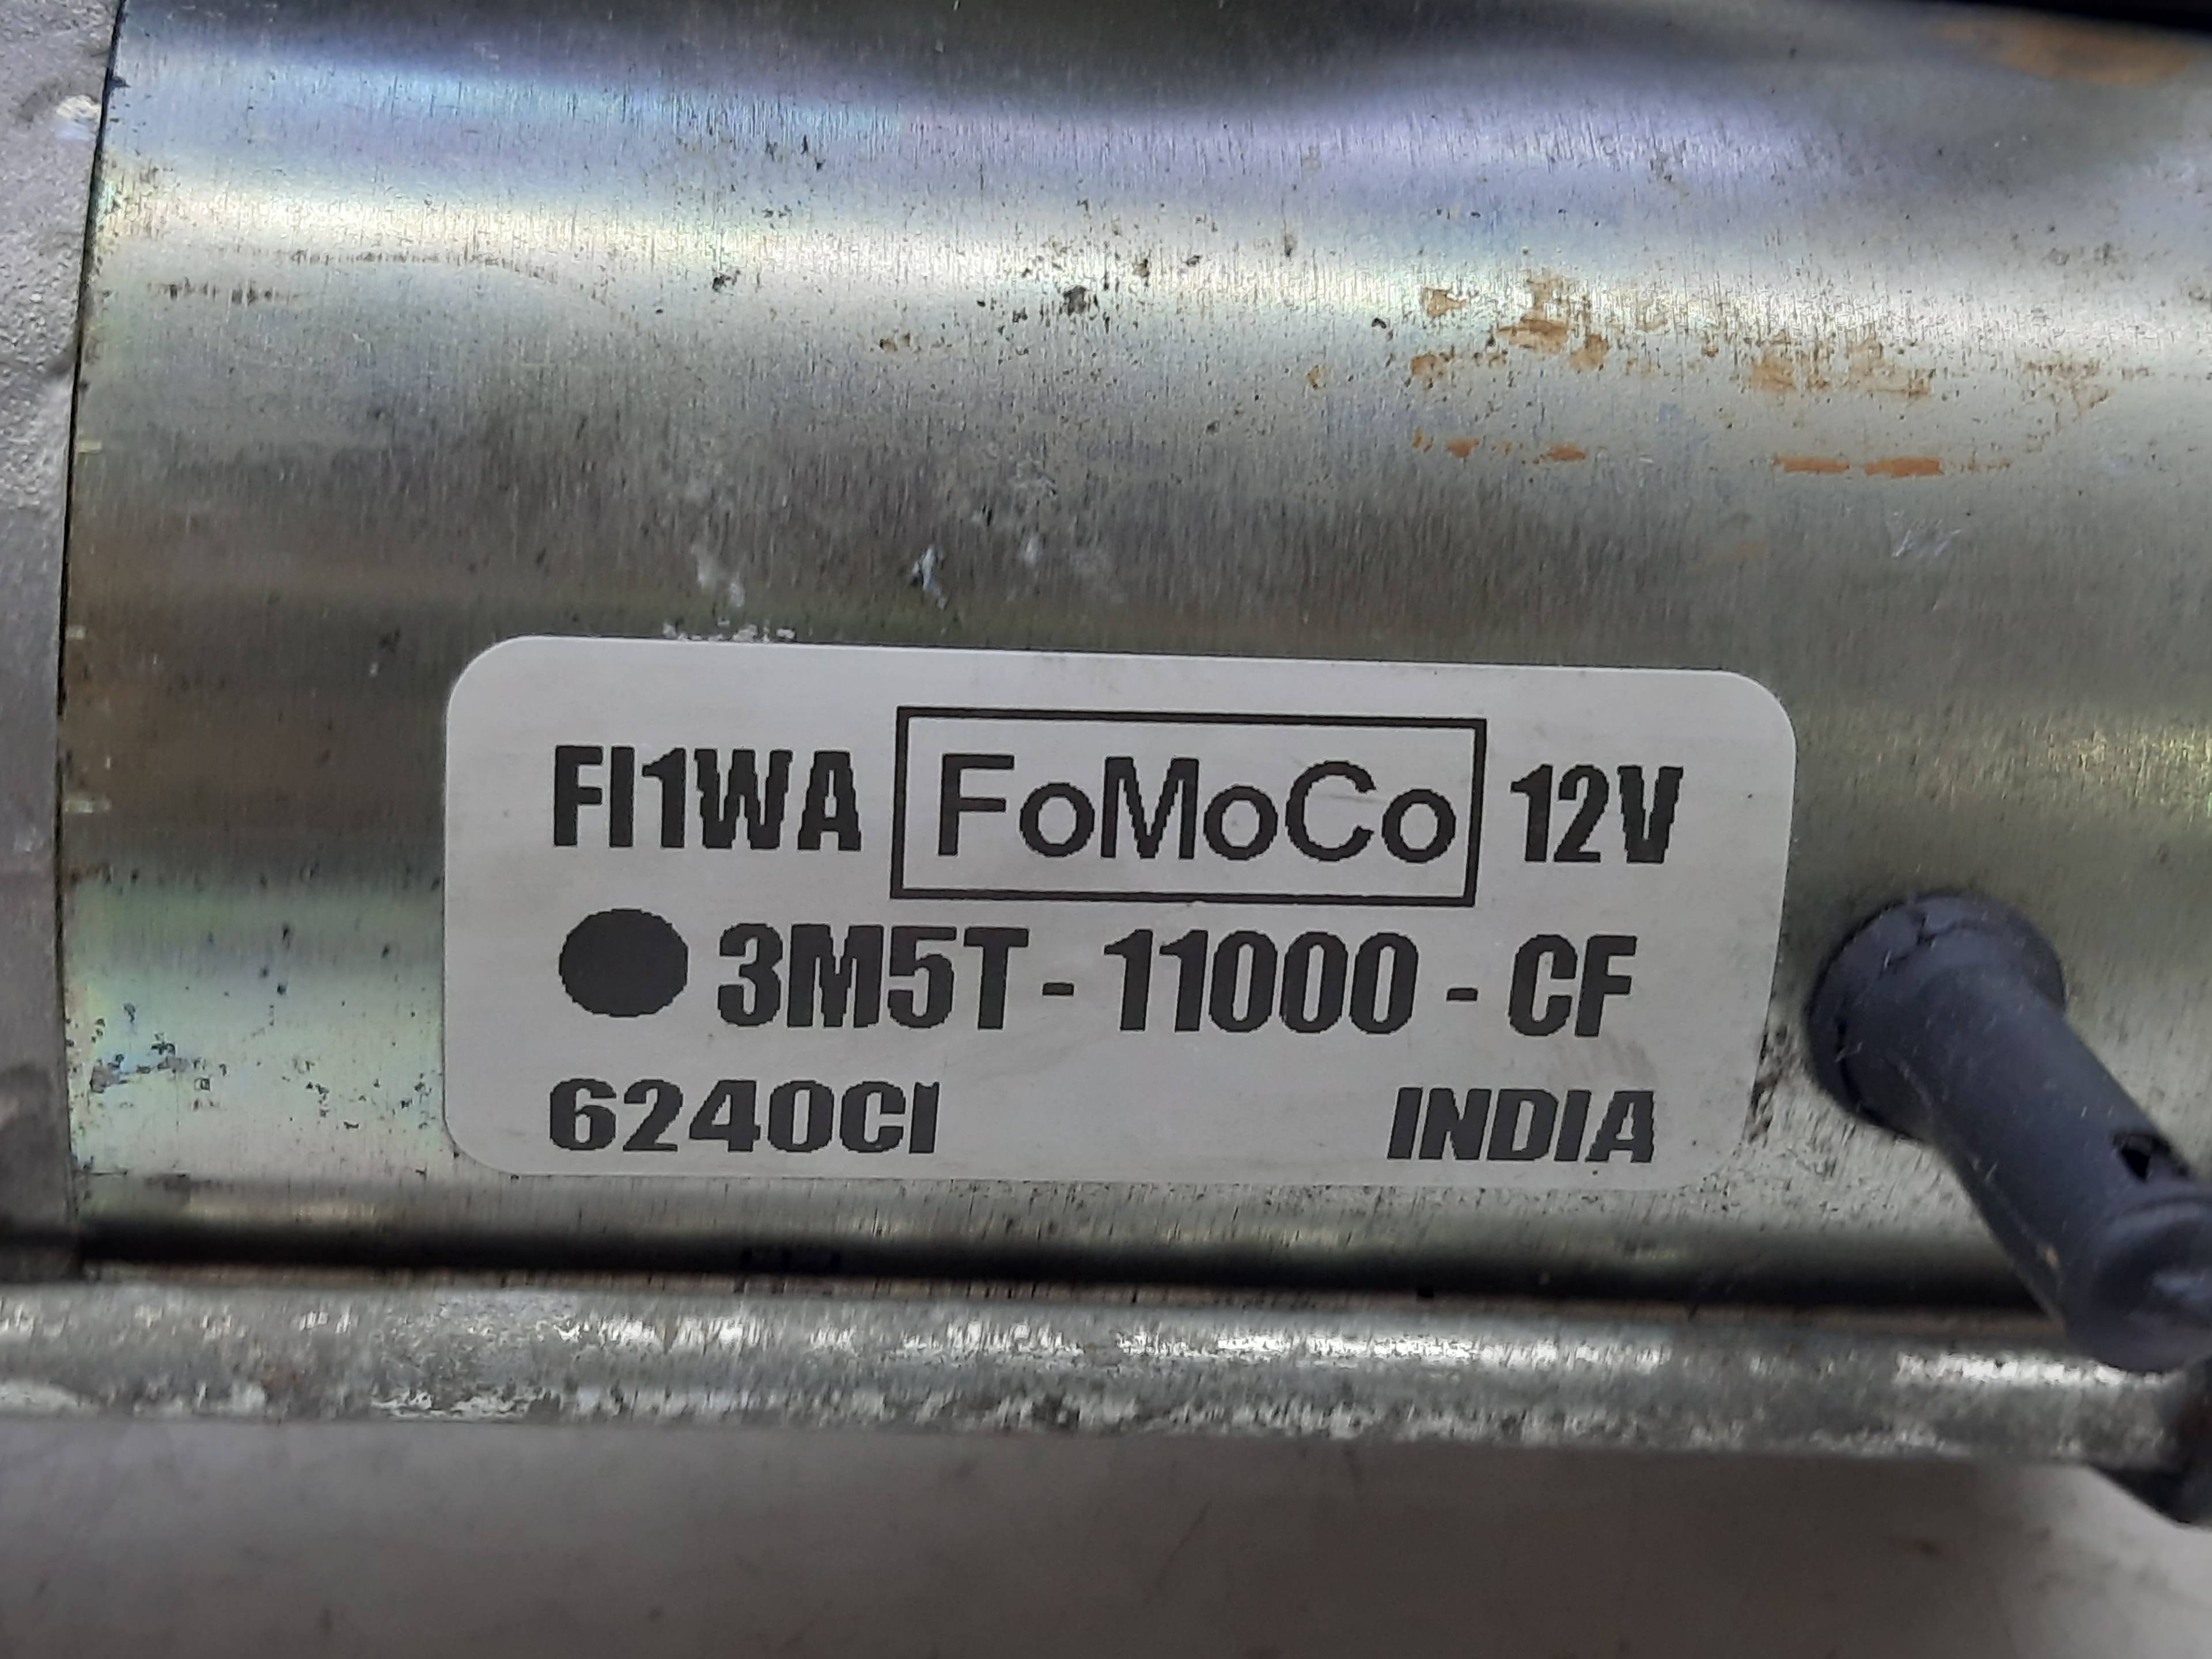 FI1WA FoMoCo 12V
3M5T - 11000 - CF
6240CI INDIA